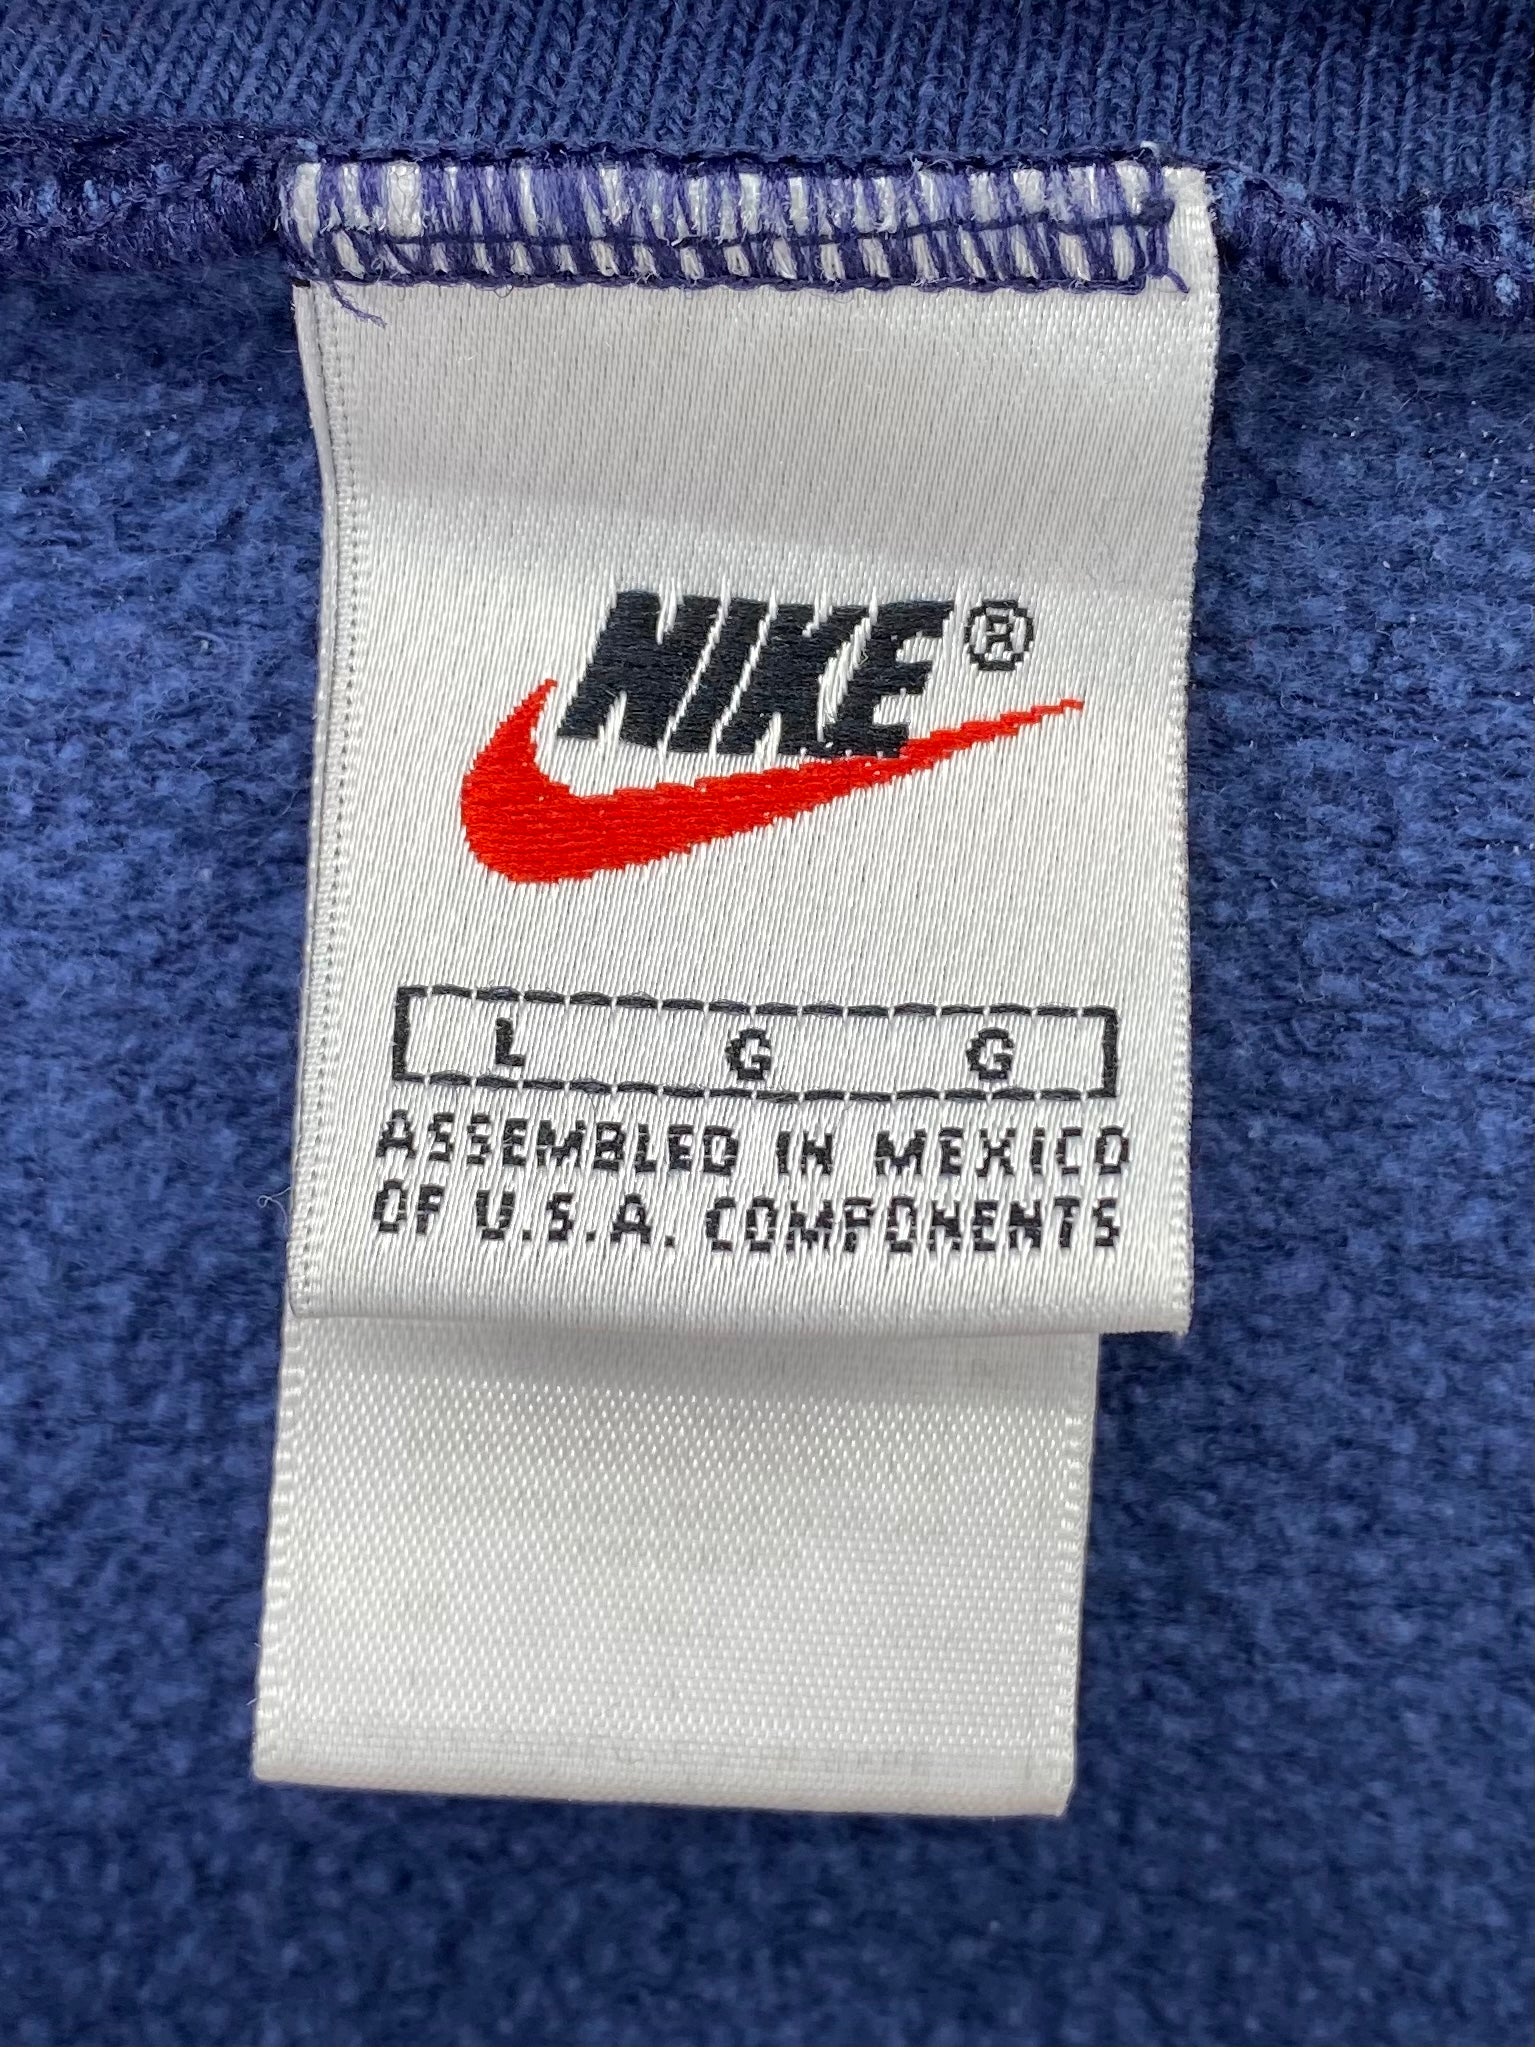 NIKE®
L G G
ASSEMBLED IN MEXICO
OF U.S.A. COMPONENTS